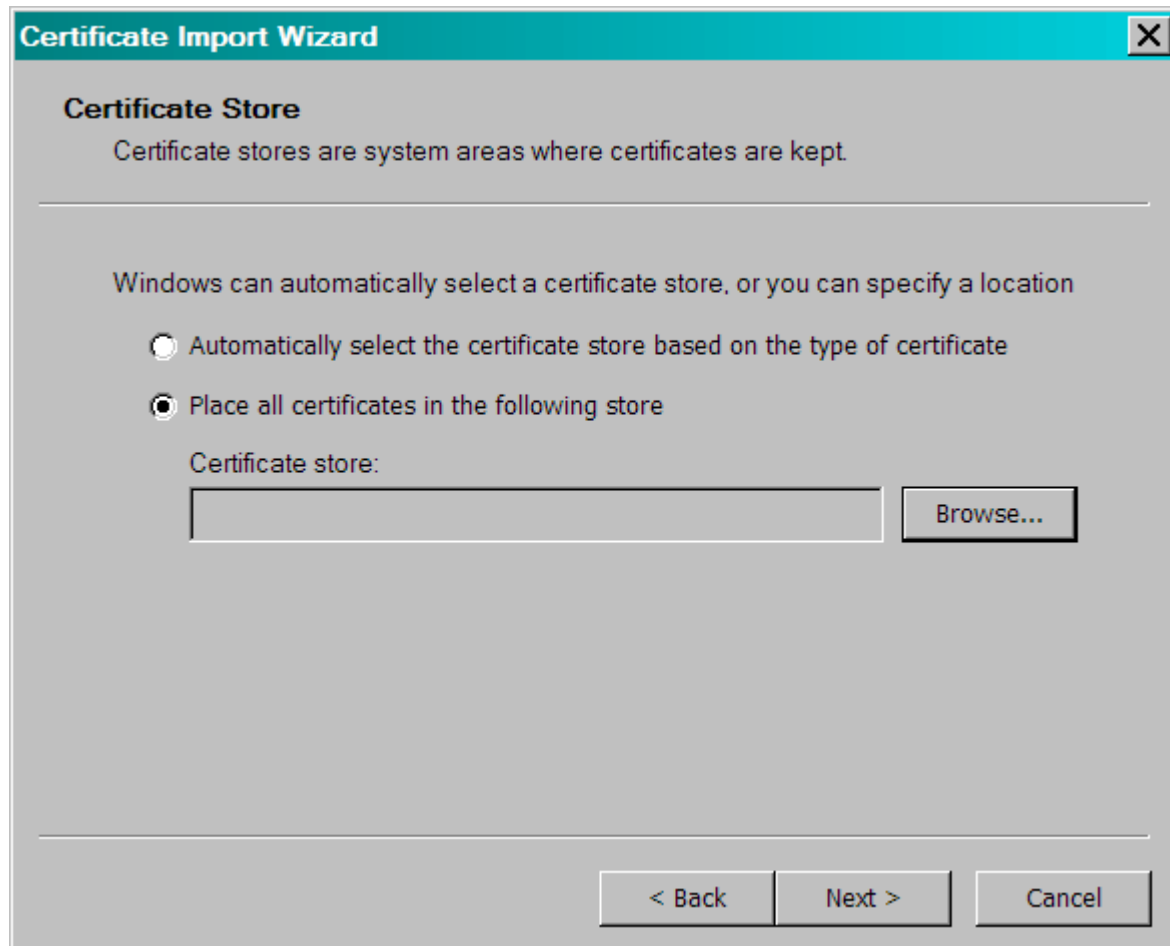 Certificate Import Wizard
Certificate Store
Certificate stores are system areas where certificates are kept.
Windows can automatically select a certificate store, or you can specify a location
Automatically select the certificate store based on the type of certificate
Place all certificates in the following store
Certificate store:
Browse...
< Back
Next >
Cancel